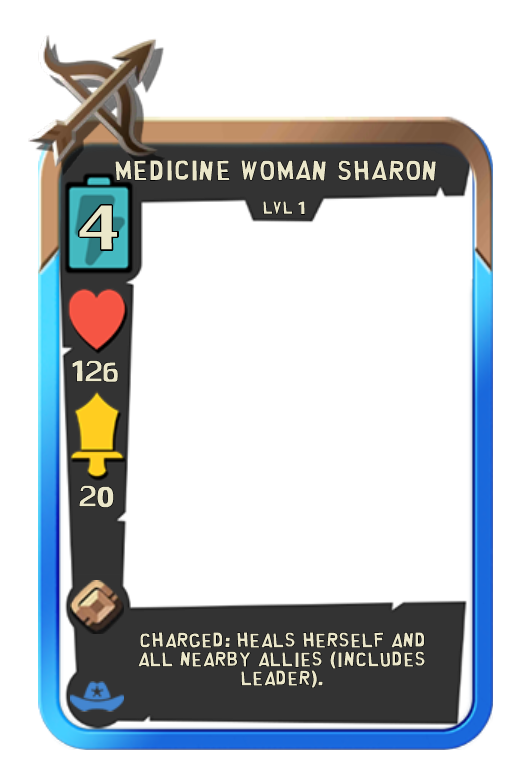 MEDICINE WOMAN SHARON
LVL 1
4
126
20
CHARGED: HEALS HERSELF AND
ALL NEARBY ALLIES (INCLUDES
LEADER).